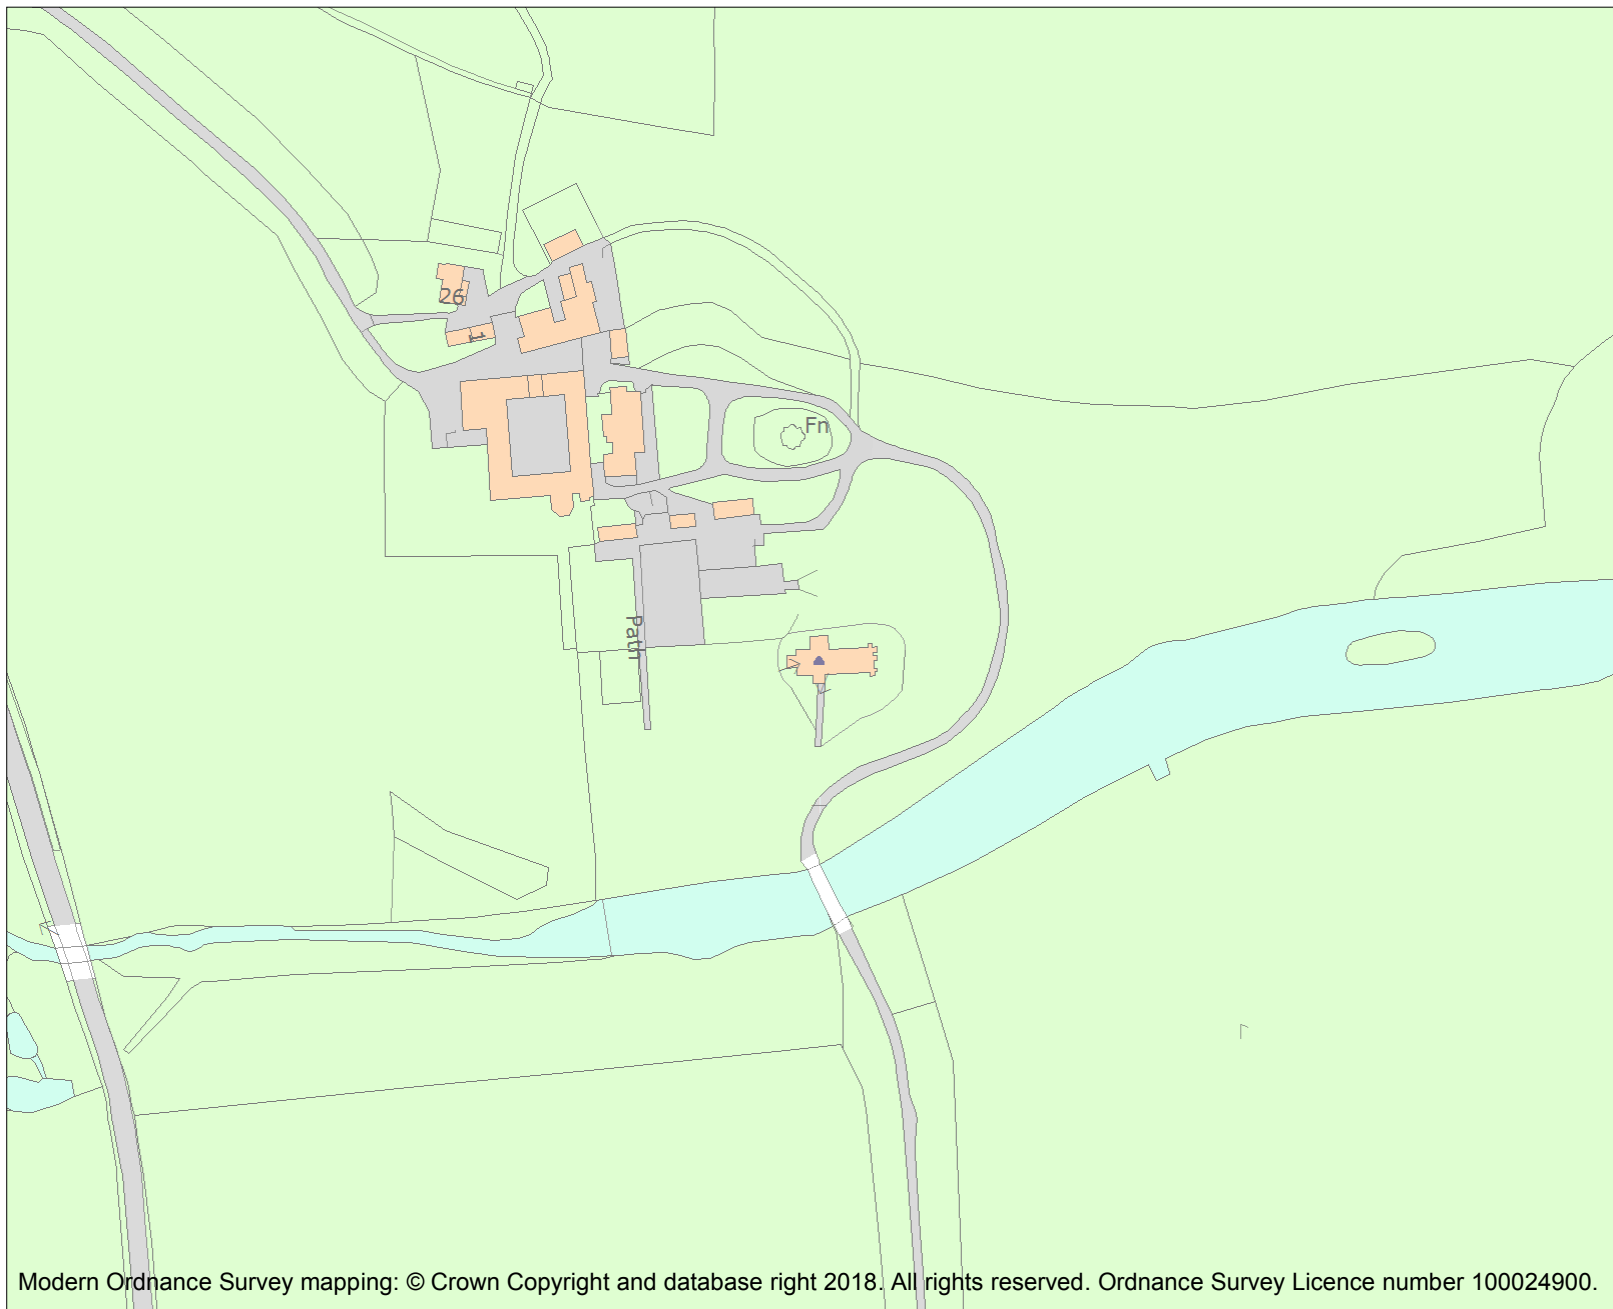 26
1
Fn
Path
Modern Ordnance Survey mapping: © Crown Copyright and database right 2018. All rights reserved. Ordnance Survey Licence number 100024900.